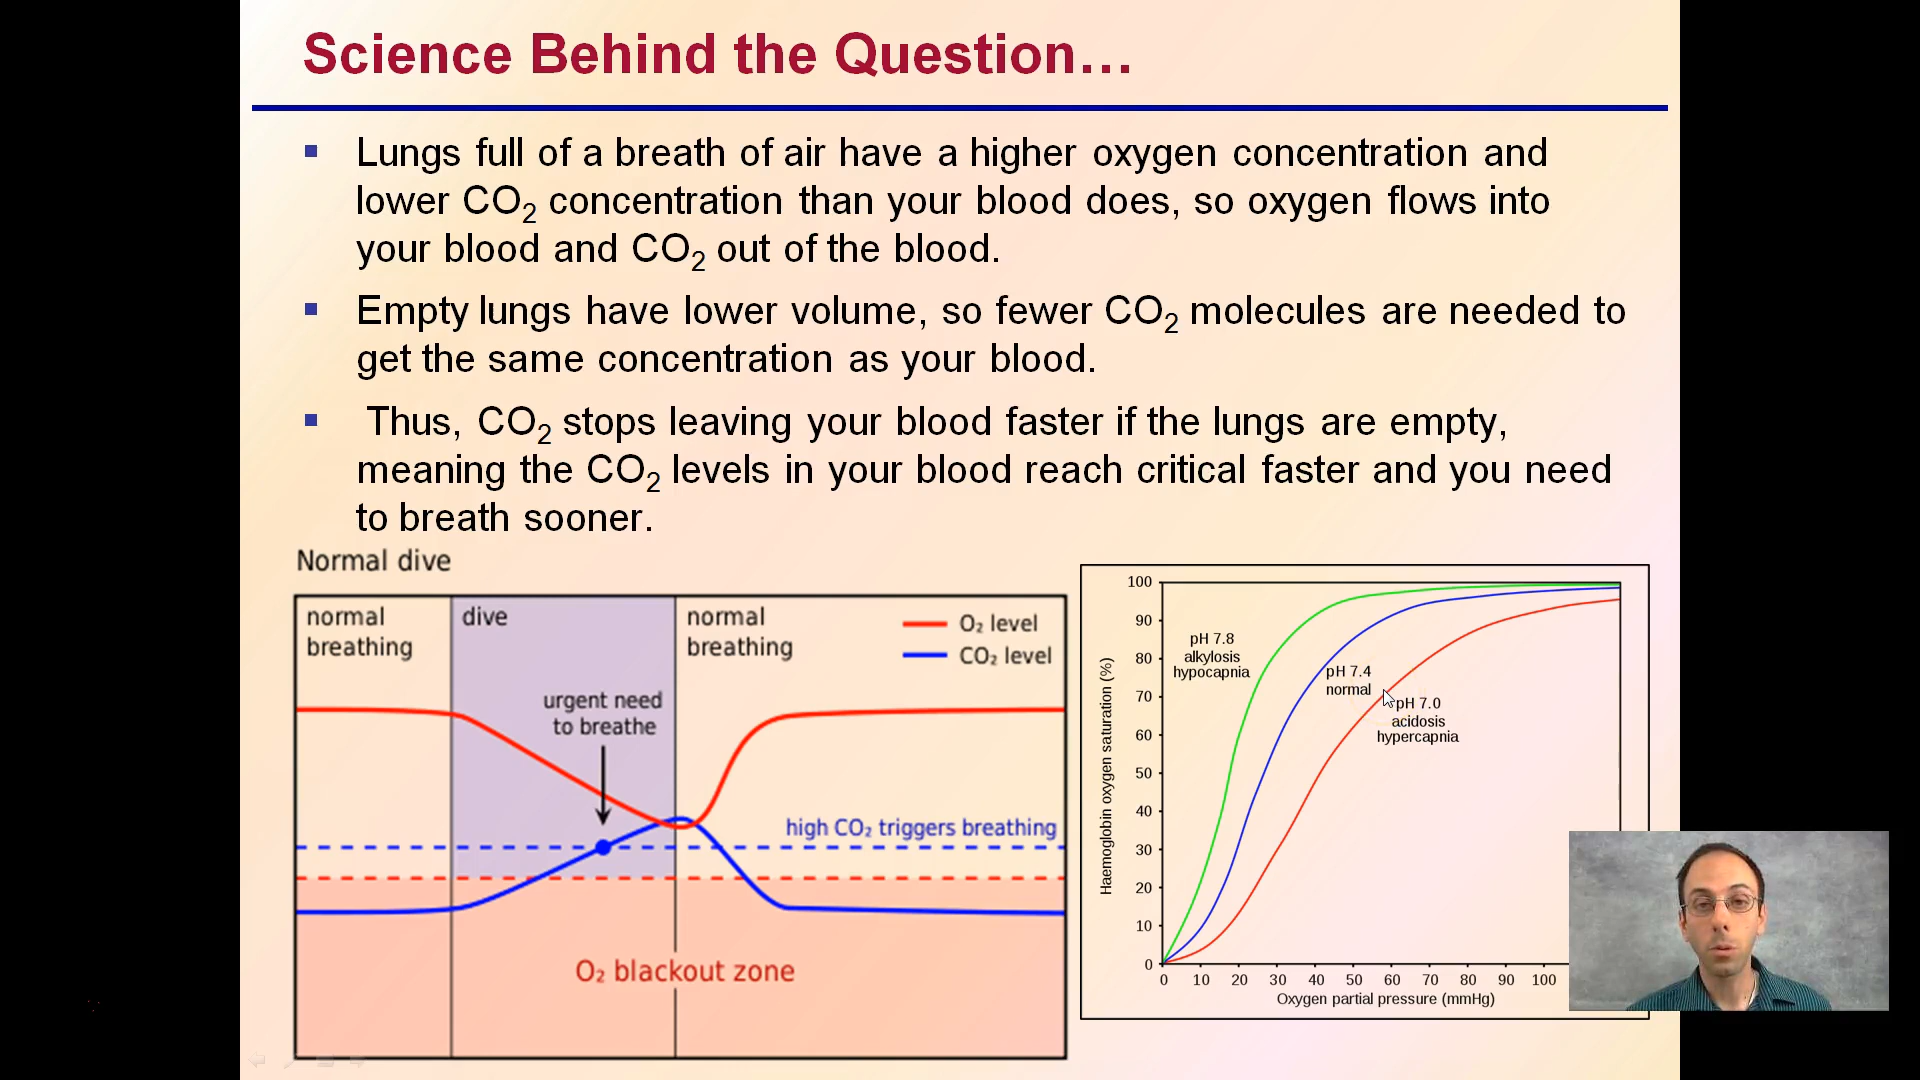 Science Behind the Question…
Lungs full of a breath of air have a higher oxygen concentration and
lower CO₂ concentration than your blood does, so oxygen flows into
your blood and CO₂ out of the blood.
Empty lungs have lower volume, so fewer CO₂ molecules are needed to
get the same concentration as your blood.
Thus, CO₂ stops leaving your blood faster if the lungs are empty,
meaning the CO₂ levels in your blood reach critical faster and you need
to breath sooner.
Normal dive
normal
breathing
dive
normal
breathing
O₂ level
CO₂ level
urgent need
to breathe
high CO₂ triggers breathing
O₂ blackout zone
Haemoglobin oxygen saturation (%)
100
90
80
70
60
50
40
30
20
10
0
pH 7.8
alkylosis
hypocapnia
pH 7.4
normal
pH 7.0
acidosis
hypercapnia
0 10 20 30 40 50 60 70 80 90 100
Oxygen partial pressure (mmHg)